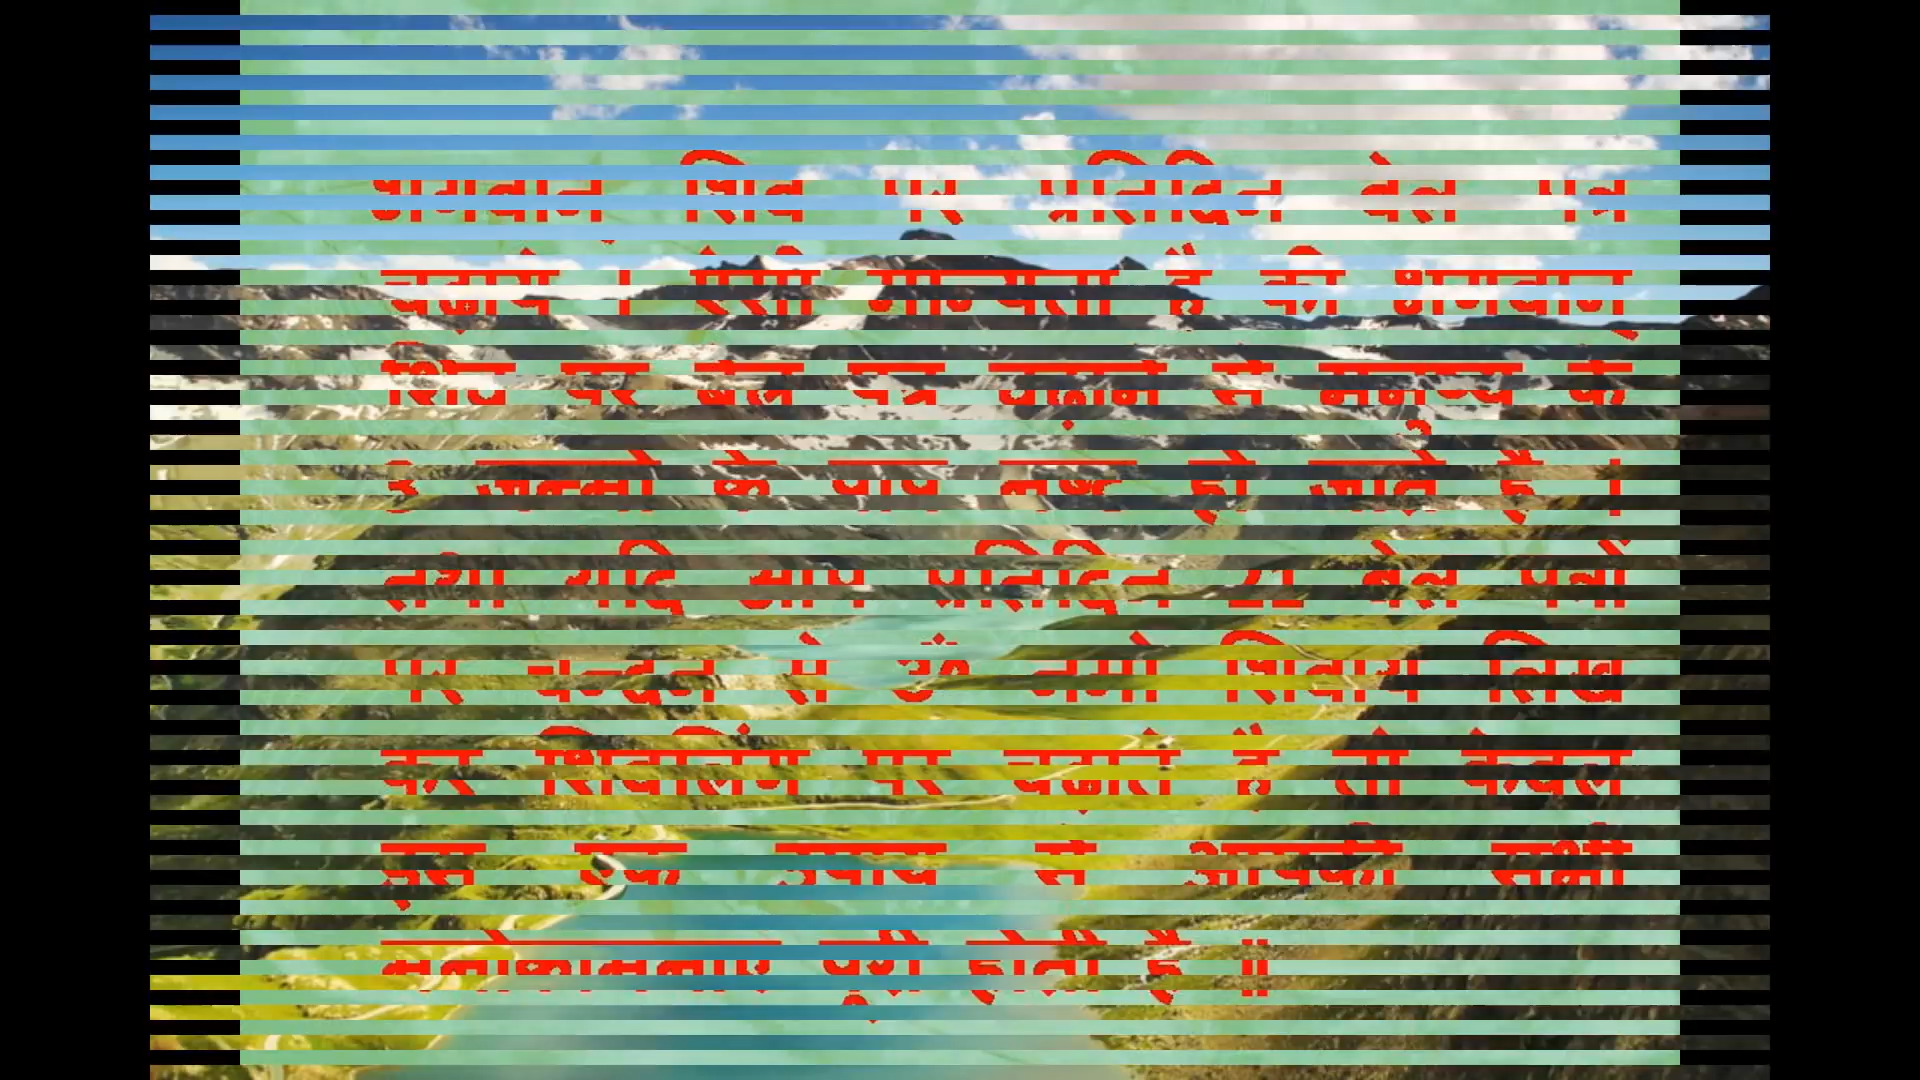 भगवान् शिव पर प्रतिदिन बेल पत्र
चढ़ाये । ऐसी मान्यता है की भगवान्
शिव पर बेल पत्र चढ़ाने से मनुष्य के
3 जन्मो के पाप नष्ट हो जाते है ।
सभी यदि आप प्रतिदिन 21 बेल पत्रों
पर चन्दन से ॐ नमो शिवाय लिख
कर शिवलिंग पर चढ़ाते है तो केवल
इस एक उपाय से आपकी सभी
मनोकामनाएं पूरी होती है ॥